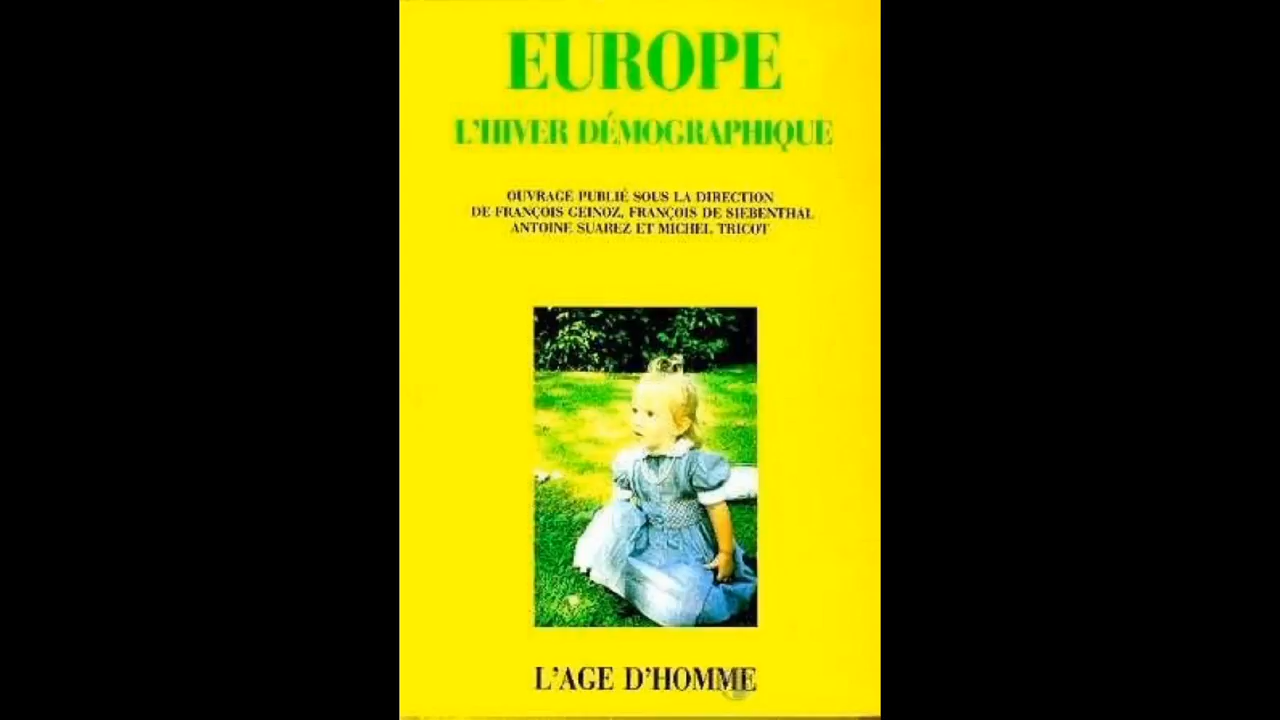 EUROPE
L'HIVER DÉMOGRAPHIQUE
OUVRAGE PUBLIÉ SOUS LA DIRECTION
DE FRANÇOIS GEINOZ, FRANÇOIS DE SIEBENTHAL
ANTOINE SUAREZ ET MICHEL TRICOT
L'AGE D'HOMME